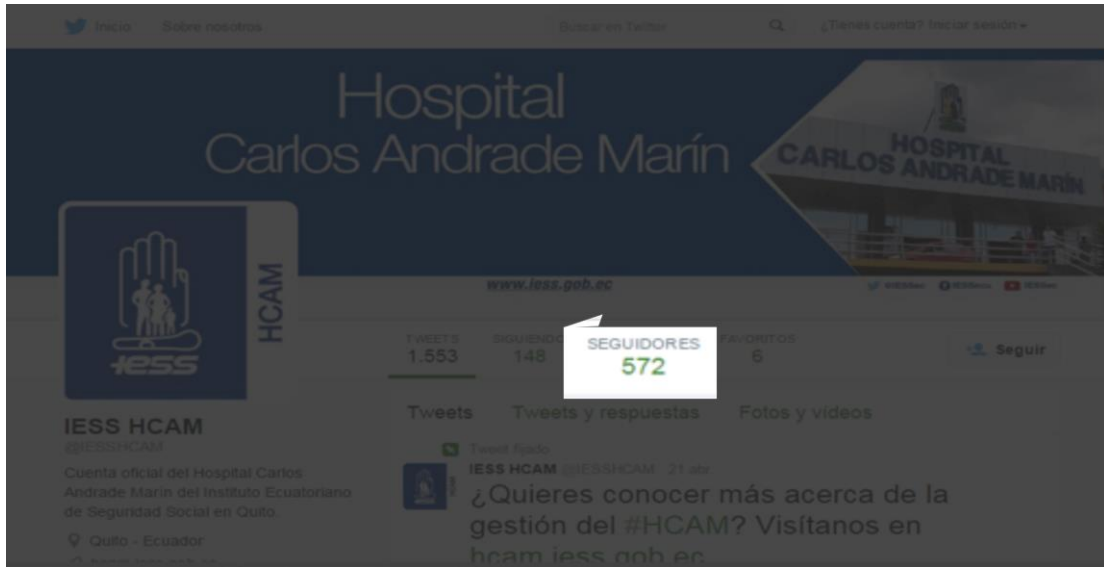 Inicio Sobre nosotros Buscar en Twitter ¿Tienes cuenta? Iniciar sesión
Hospital
Carlos Andrade Marín
HOSPITAL
CARLOS ANDRADE MARÍN
HCAM
IESS
www.iess.gob.ec
TWEETS SIGUIENDO SEGUIDORES FAVORITOS
1.553 148 572 6
Seguir
IESS HCAM
@IESSHCAM
Cuenta oficial del Hospital Carlos
Andrade Marín del Instituto Ecuatoriano
de Seguridad Social en Quito.
Quito - Ecuador
Tweets Tweets y respuestas Fotos y vídeos
Tweet fijado
IESS HCAM @IESSHCAM 21 abr
¿Quieres conocer más acerca de la
gestión del #HCAM? Visítanos en
hcam.iess.gob.ec